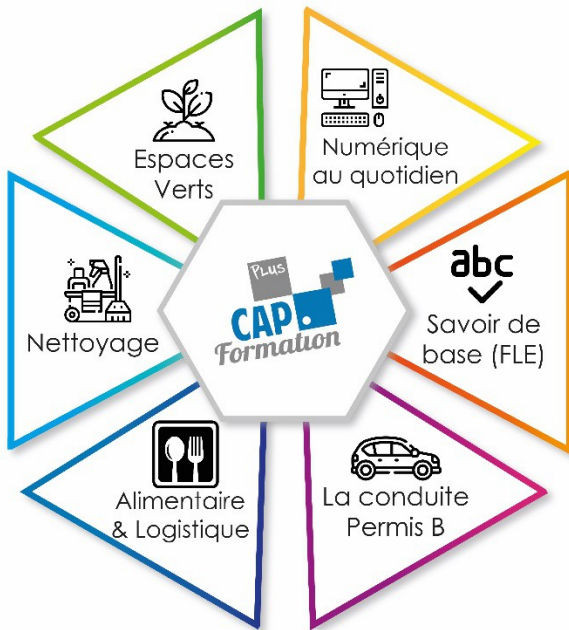 Espaces
Verts
Numérique
au quotidien
Nettoyage
PLUS
CAP.
Formation
abc
Savoir de
base (FLE)
Alimentaire
& Logistique
La conduite
Permis B